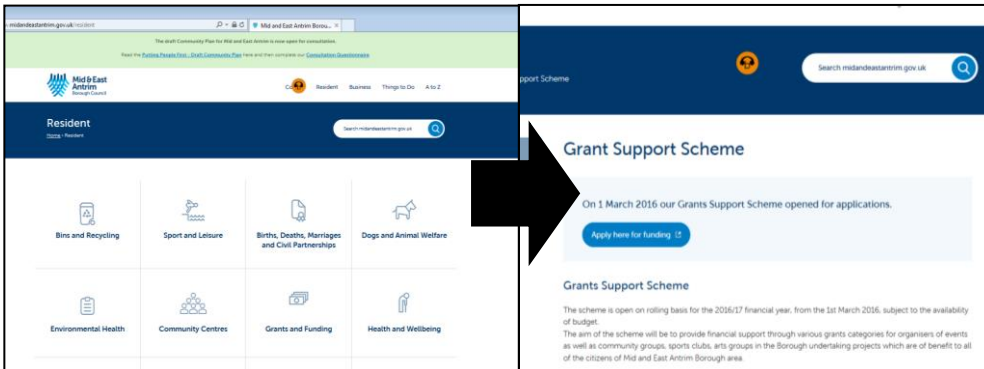 midandeastantrim.gov.uk/resident
Mid and East Antrim Borou...
The draft Community Plan for Mid and East Antrim is now open for consultation.
Read the Putting People First - Draft Community Plan here and then complete our Consultation Questionnaire
Mid & East
Antrim
Borough Council
Resident Business Things to Do A to Z
Resident
Home › Resident
Search midandeastantrim.gov.uk
Bins and Recycling
Sport and Leisure
Births, Deaths, Marriages
and Civil Partnerships
Dogs and Animal Welfare
Environmental Health
Community Centres
Grants and Funding
Health and Wellbeing
Support Scheme
Search midandeastantrim.gov.uk
Grant Support Scheme
On 1 March 2016 our Grants Support Scheme opened for applications.
Apply here for funding
Grants Support Scheme
The scheme is open on rolling basis for the 2016/17 financial year, from the 1st March 2016, subject to the availability
of budget.
The aim of the scheme will be to provide financial support through various grants categories for organisers of events
as well as community groups, sports clubs, arts groups in the Borough undertaking projects which are of benefit to all
of the citizens of Mid and East Antrim Borough area.